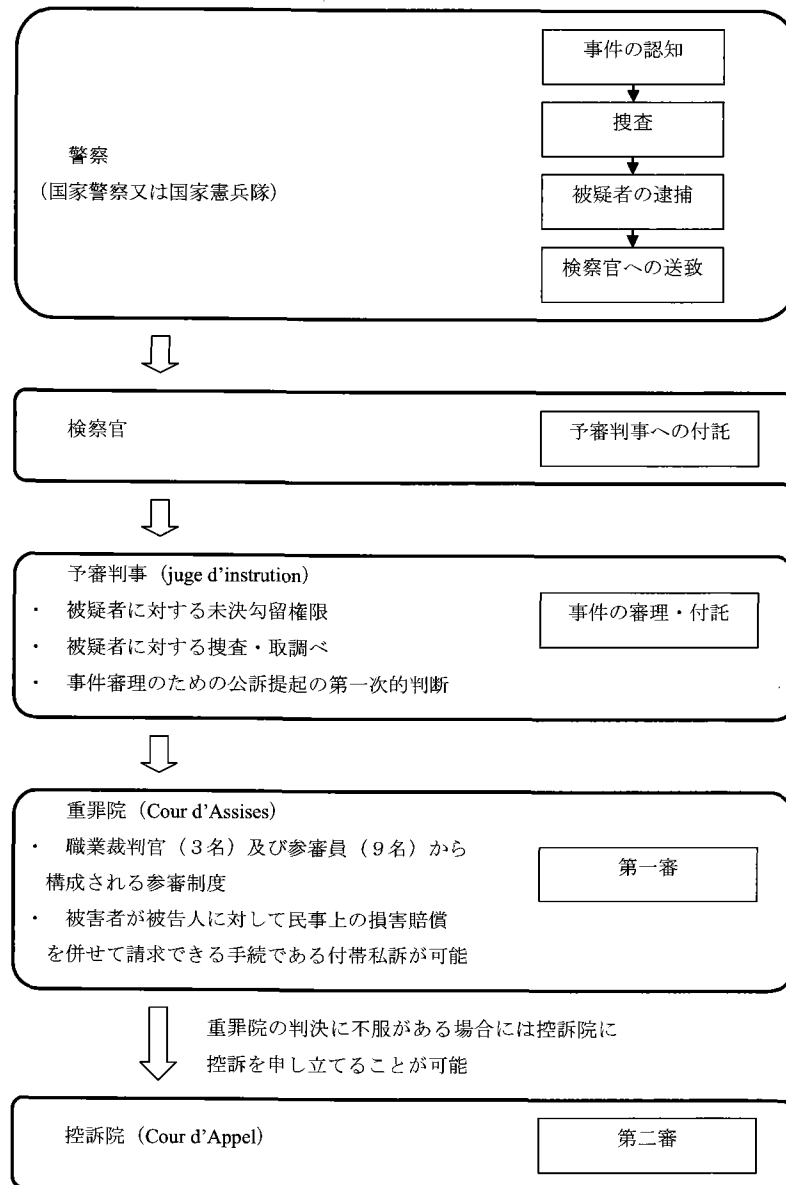 事件の認知
捜査
警察
（国家警察又は国家憲兵隊）
被疑者の逮捕
検察官への送致
検察官
予審判事への付託
予審判事（juge d’instrution）
・　被疑者に対する未決勾留権限
・　被疑者に対する捜査・取調べ
・　事件審理のための公訴提起の第一次的判断
事件の審理・付託
重罪院（Cour d’Assises）
・　職業裁判官（３名）及び参審員（９名）から
構成される参審制度
・　被害者が被告人に対して民事上の損害賠償
を併せて請求できる手続である付帯私訴が可能
第一審
重罪院の判決に不服がある場合には控訴院に
控訴を申し立てることが可能
控訴院（Cour d’Appel）
第二審